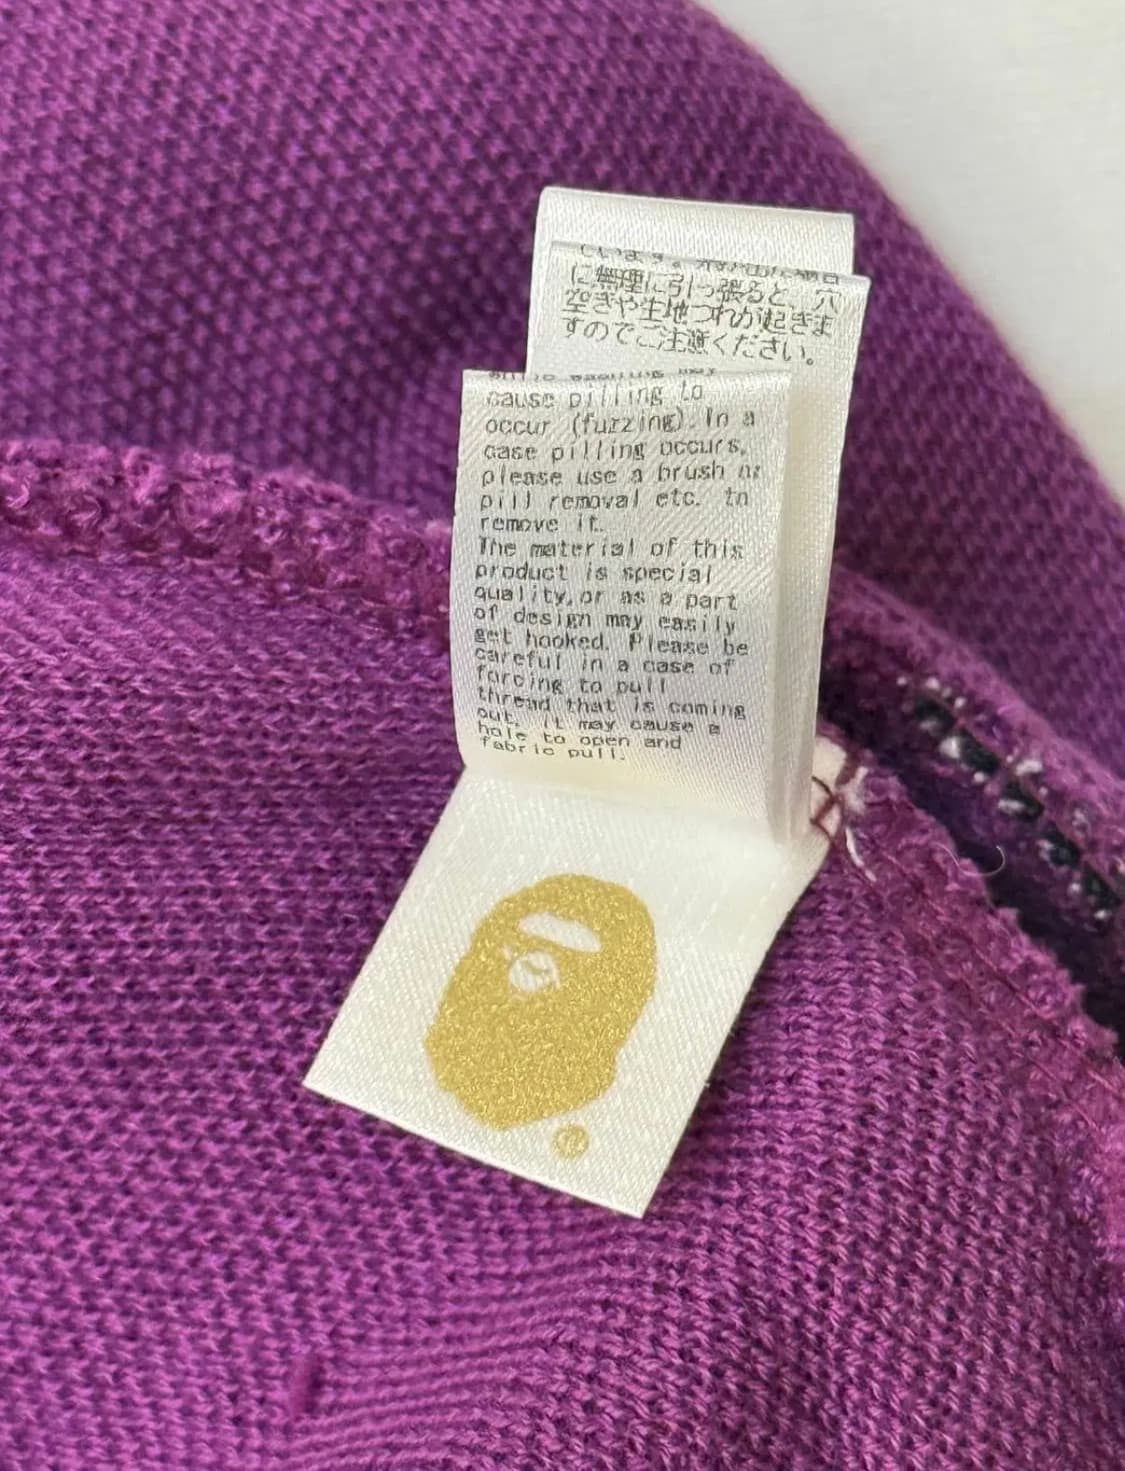 に無理に引っ張ると、穴
空きや生地つれが起きま
すのでご注意ください。
cause pilling to
occur (fuzzing). In a
case pilling occurs,
please use a brush or
pill removal etc. to
remove it.
The material of this
product is special
quality,or as a part
of design may easily
get hooked. Please be
careful in a case of
forcing to pull
thread that is coming
out, it may cause a
hole to open and
fabric pull.
®